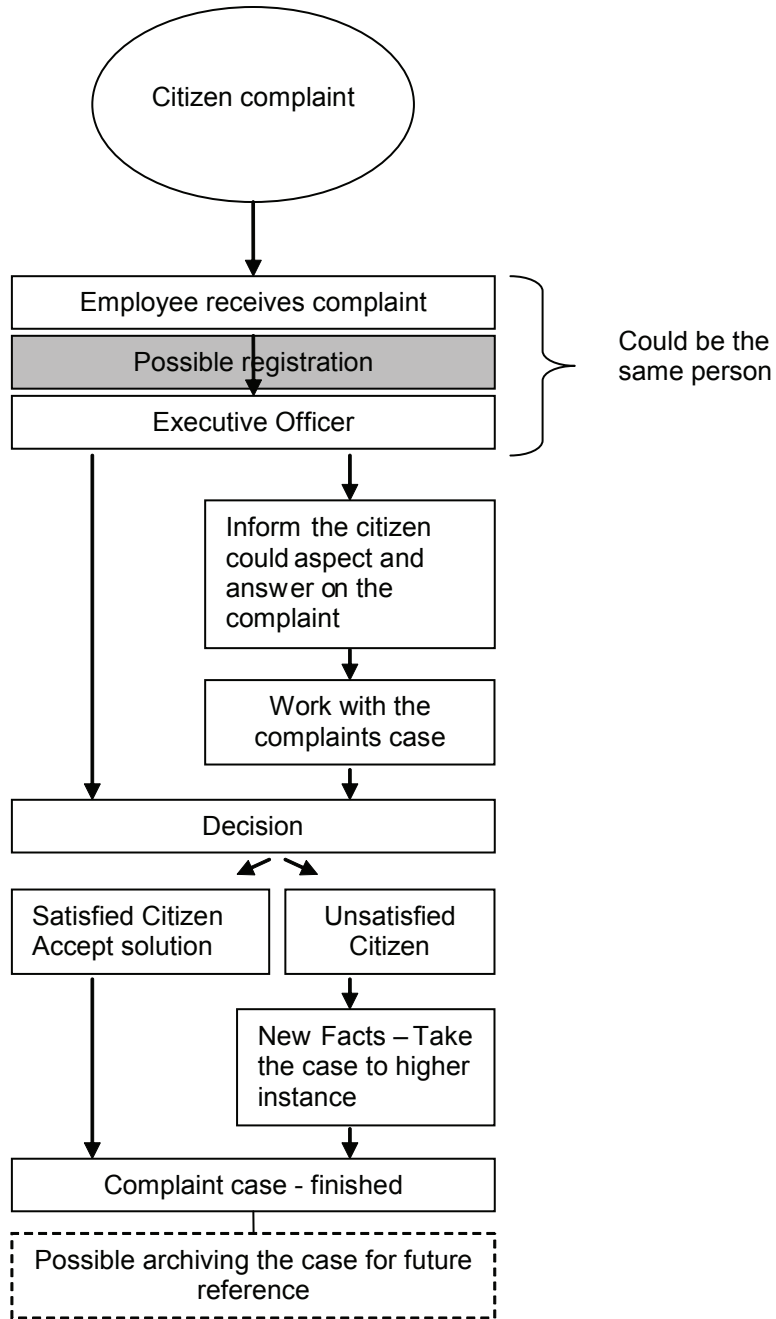 Citizen complaint
Employee receives complaint
Possible registration
Executive Officer
Could be the
same person
Inform the citizen
could aspect and
answer on the
complaint
Work with the
complaints case
Decision
Satisfied Citizen
Accept solution
Unsatisfied
Citizen
New Facts – Take
the case to higher
instance
Complaint case - finished
Possible archiving the case for future
reference